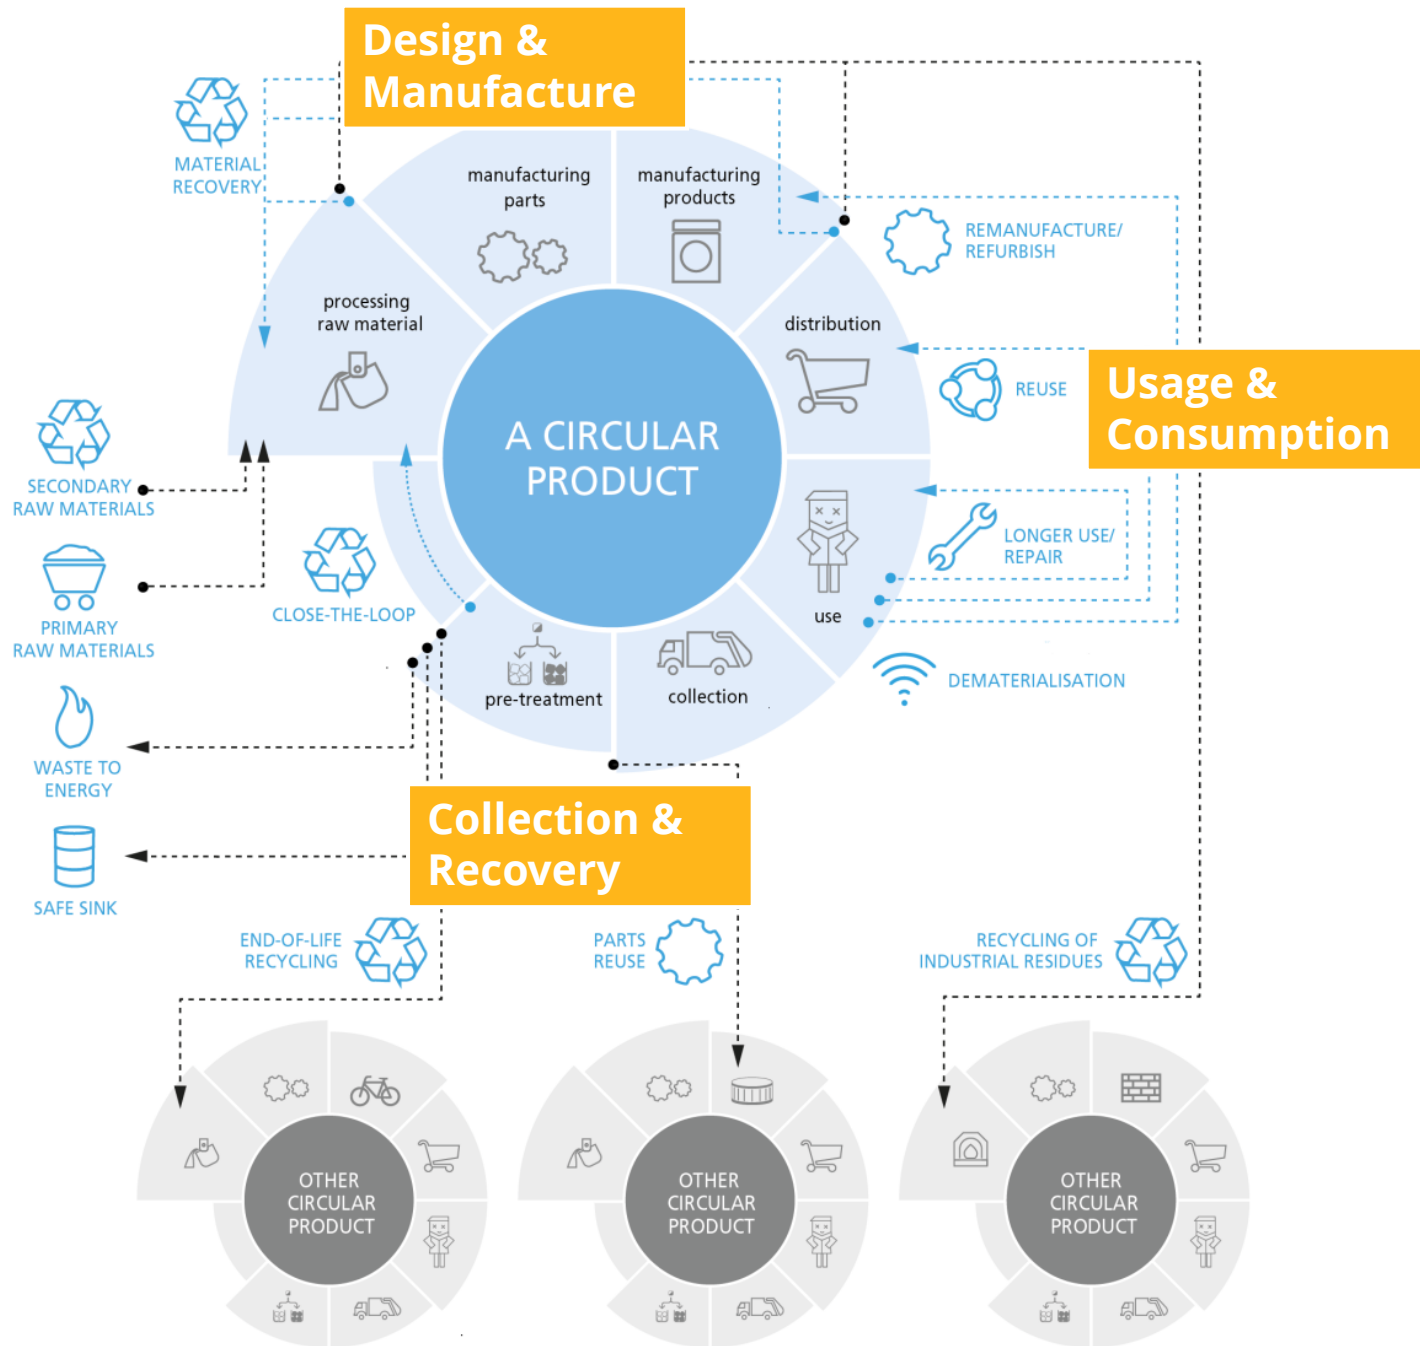 Design &
Manufacture
MATERIAL
RECOVERY
manufacturing
parts
manufacturing
products
REMANUFACTURE/
REFURBISH
processing
raw material
distribution
Usage &
Consumption
REUSE
A CIRCULAR
PRODUCT
SECONDARY
RAW MATERIALS
LONGER USE/
REPAIR
CLOSE-THE-LOOP
use
PRIMARY
RAW MATERIALS
DEMATERIALISATION
pre-treatment
collection
WASTE TO
ENERGY
Collection &
Recovery
SAFE SINK
END-OF-LIFE
RECYCLING
PARTS
REUSE
RECYCLING OF
INDUSTRIAL RESIDUES
OTHER
CIRCULAR
PRODUCT
OTHER
CIRCULAR
PRODUCT
OTHER
CIRCULAR
PRODUCT